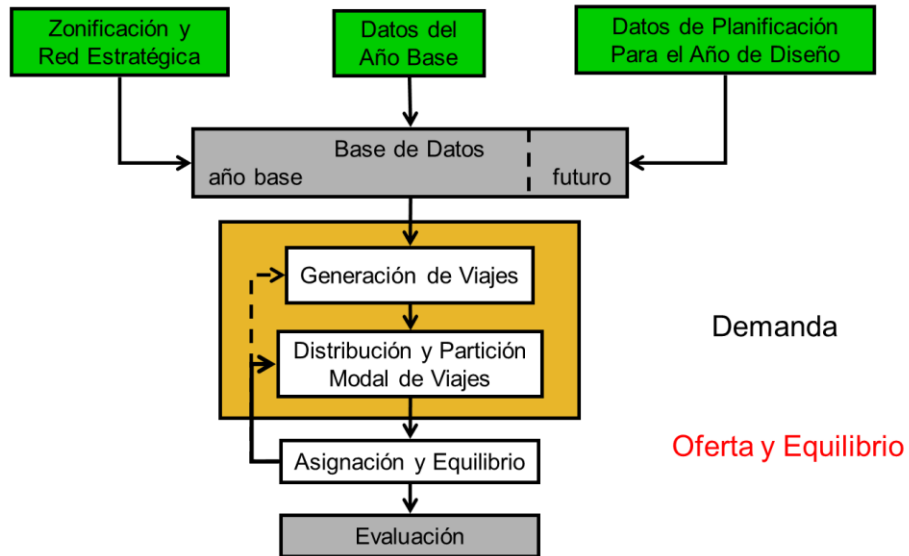 Zonificación y
Red Estratégica
Datos del
Año Base
Datos de Planificación
Para el Año de Diseño
Base de Datos
año base
futuro
Generación de Viajes
Distribución y Partición
Modal de Viajes
Demanda
Asignación y Equilibrio
Oferta y Equilibrio
Evaluación